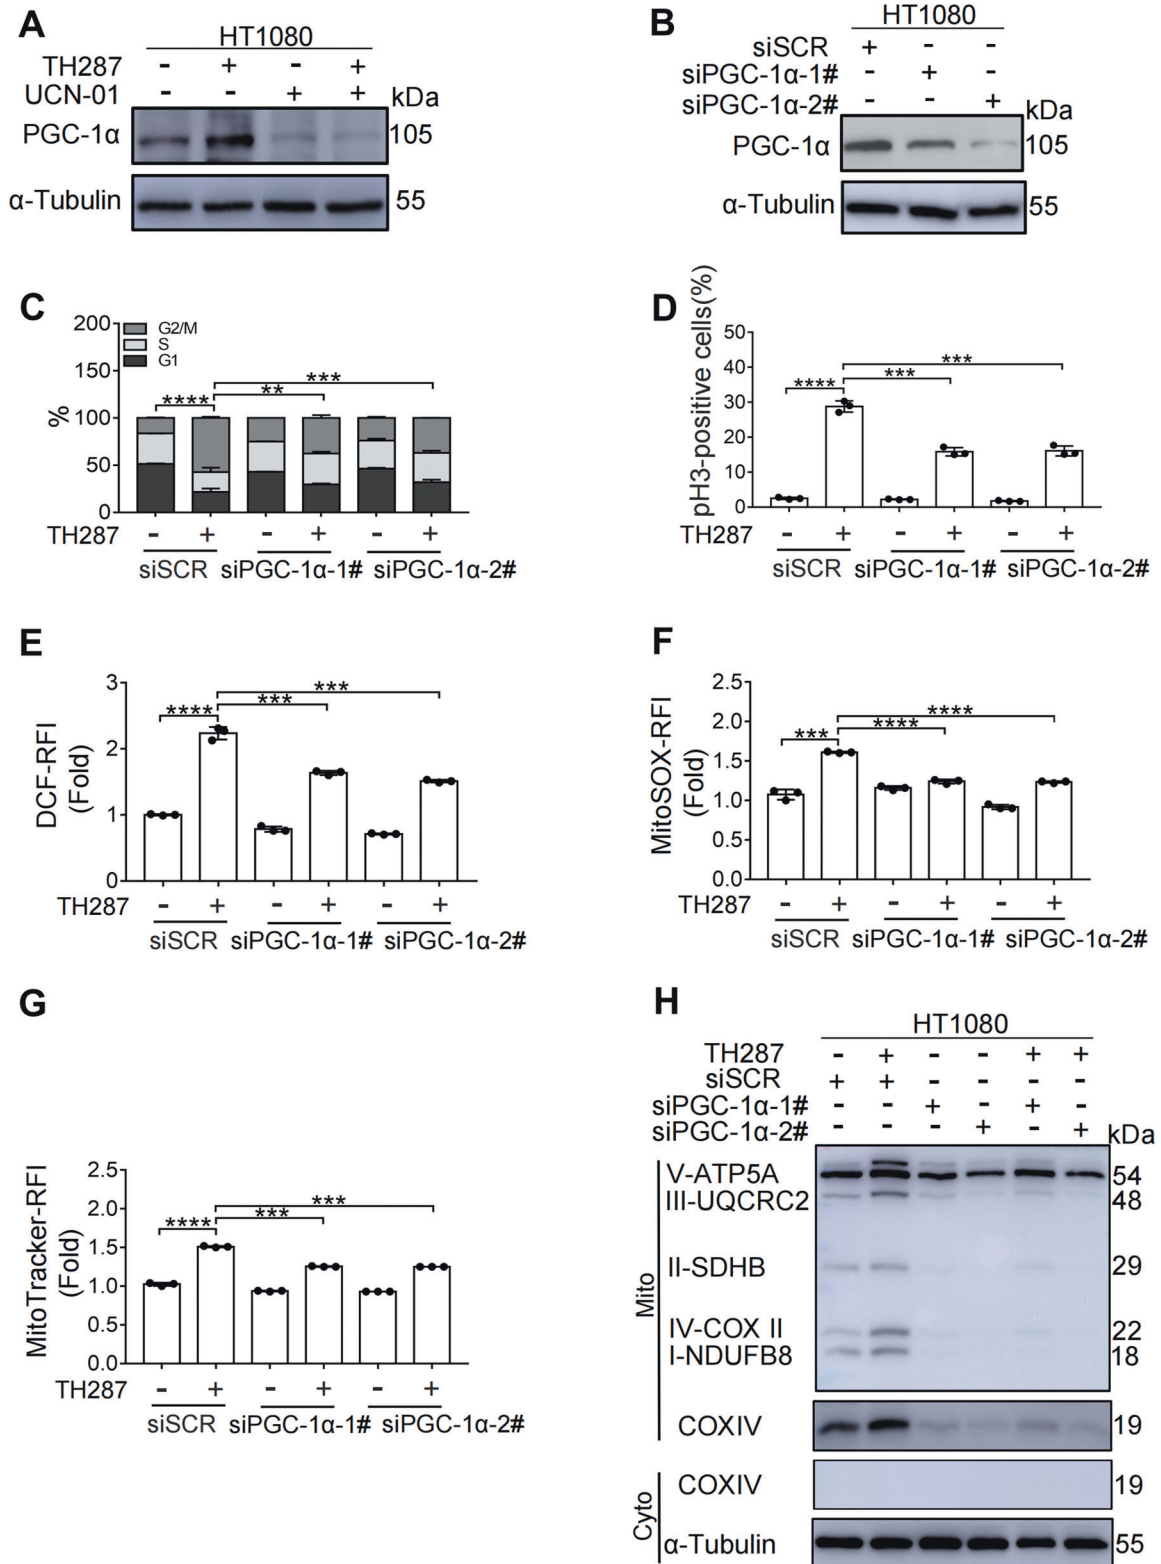 A
HT1080
TH287 - + - +
UCN-01 - - + + kDa
PGC-1α 105
α-Tubulin 55
B
HT1080
siSCR + - -
siPGC-1α-1# - + -
siPGC-1α-2# - - + kDa
PGC-1α 105
α-Tubulin 55
C
%
200
150
100
50
0
G2/M
S
G1
**** ** ***
TH287 - + - + - +
siSCR siPGC-1α-1# siPGC-1α-2#
D
pH3-positive cells(%)
50
40
30
20
10
0
**** *** ***
TH287 - + - + - +
siSCR siPGC-1α-1# siPGC-1α-2#
E
DCF-RFI
(Fold)
3
2
1
0
**** *** ***
TH287 - + - + - +
siSCR siPGC-1α-1# siPGC-1α-2#
F
MitoSOX-RFI
(Fold)
2.5
2.0
1.5
1.0
0.5
0.0
*** **** ****
TH287 - + - + - +
siSCR siPGC-1α-1# siPGC-1α-2#
G
MitoTracker-RFI
(Fold)
2.5
2.0
1.5
1.0
0.5
0.0
**** *** ***
TH287 - + - + - +
siSCR siPGC-1α-1# siPGC-1α-2#
H
HT1080
TH287 - + - - + +
siSCR + + - - - -
siPGC-1α-1# - - + - + -
siPGC-1α-2# - - - + - + kDa
Mito
V-ATP5A 54
III-UQCRC2 48
II-SDHB 29
IV-COX II 22
I-NDUFB8 18
COXIV 19
Cyto
COXIV 19
α-Tubulin 55